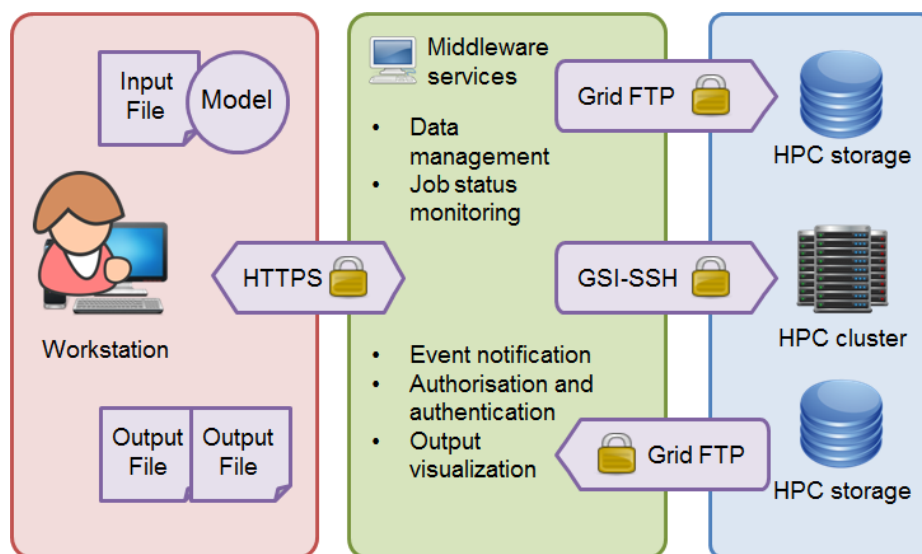 Input
File
Model
Workstation
Output
File
Output
File
HTTPS
Middleware
services
• Data
management
• Job status
monitoring
• Event notification
• Authorisation and
authentication
• Output
visualization
Grid FTP
GSI-SSH
Grid FTP
HPC storage
HPC cluster
HPC storage